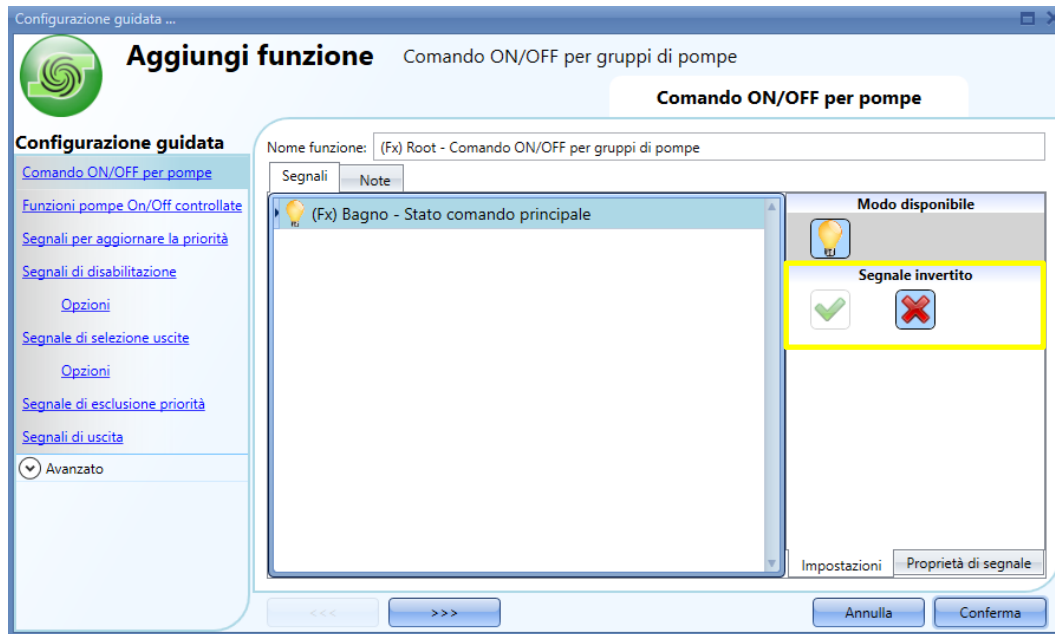 Configurazione guidata ...
Aggiungi funzione Comando ON/OFF per gruppi di pompe
Comando ON/OFF per pompe
Configurazione guidata
Comando ON/OFF per pompe
Funzioni pompe On/Off controllate
Segnali per aggiornare la priorità
Segnali di disabilitazione
Opzioni
Segnale di selezione uscite
Opzioni
Segnale di esclusione priorità
Segnali di uscita
Avanzato
Nome funzione: (Fx) Root - Comando ON/OFF per gruppi di pompe
Segnali Note
(Fx) Bagno - Stato comando principale
Modo disponibile
Segnale invertito
Impostazioni Proprietà di segnale
<<< >>> Annulla Conferma